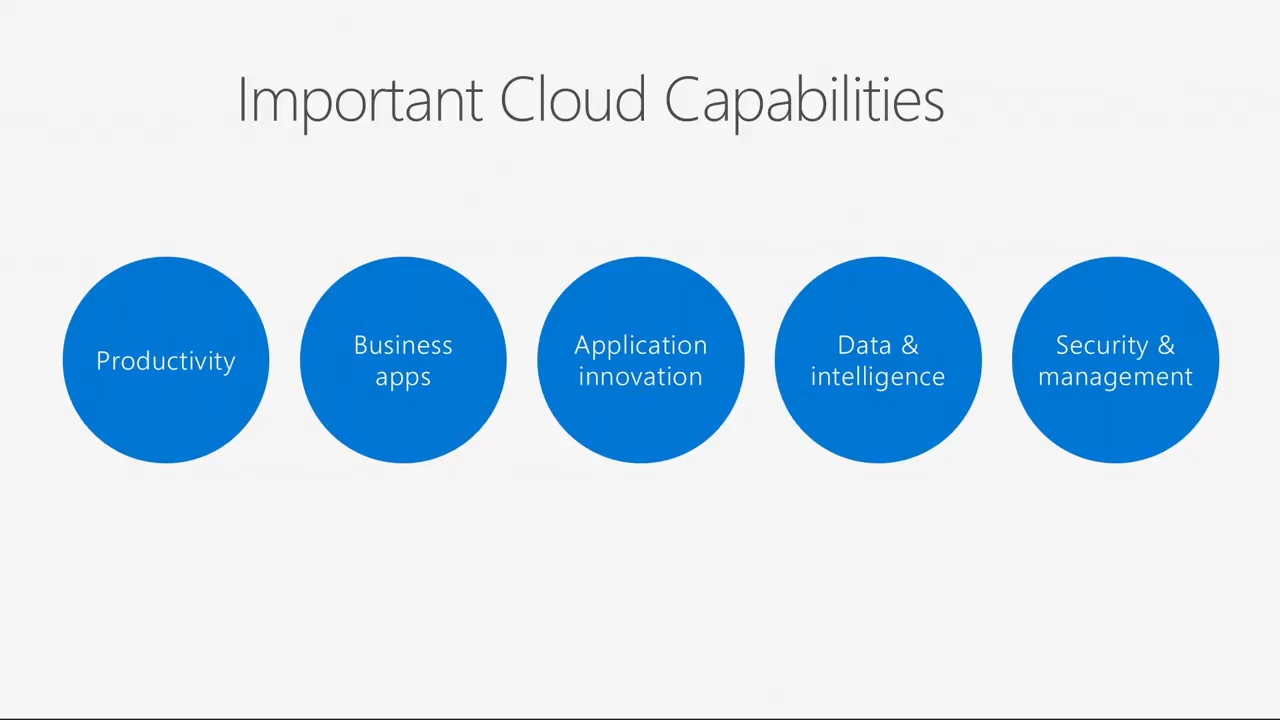 Important Cloud Capabilities
Productivity
Business
apps
Application
innovation
Data &
intelligence
Security &
management